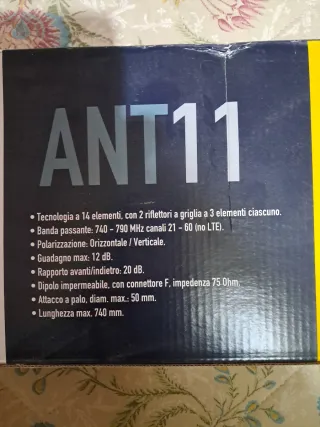 ANT11
• Tecnologia a 14 elementi, con 2 riflettori a griglia a 3 elementi ciascuno.
• Banda passante: 740 - 790 MHz canali 21 - 60 (no LTE).
• Polarizzazione: Orizzontale / Verticale.
• Guadagno max: 12 dB.
• Rapporto avanti/indietro: 20 dB.
• Dipolo impermeabile, con connettore F, impedenza 75 Ohm.
• Attacco a palo, diam. max.: 50 mm.
• Lunghezza max. 740 mm.